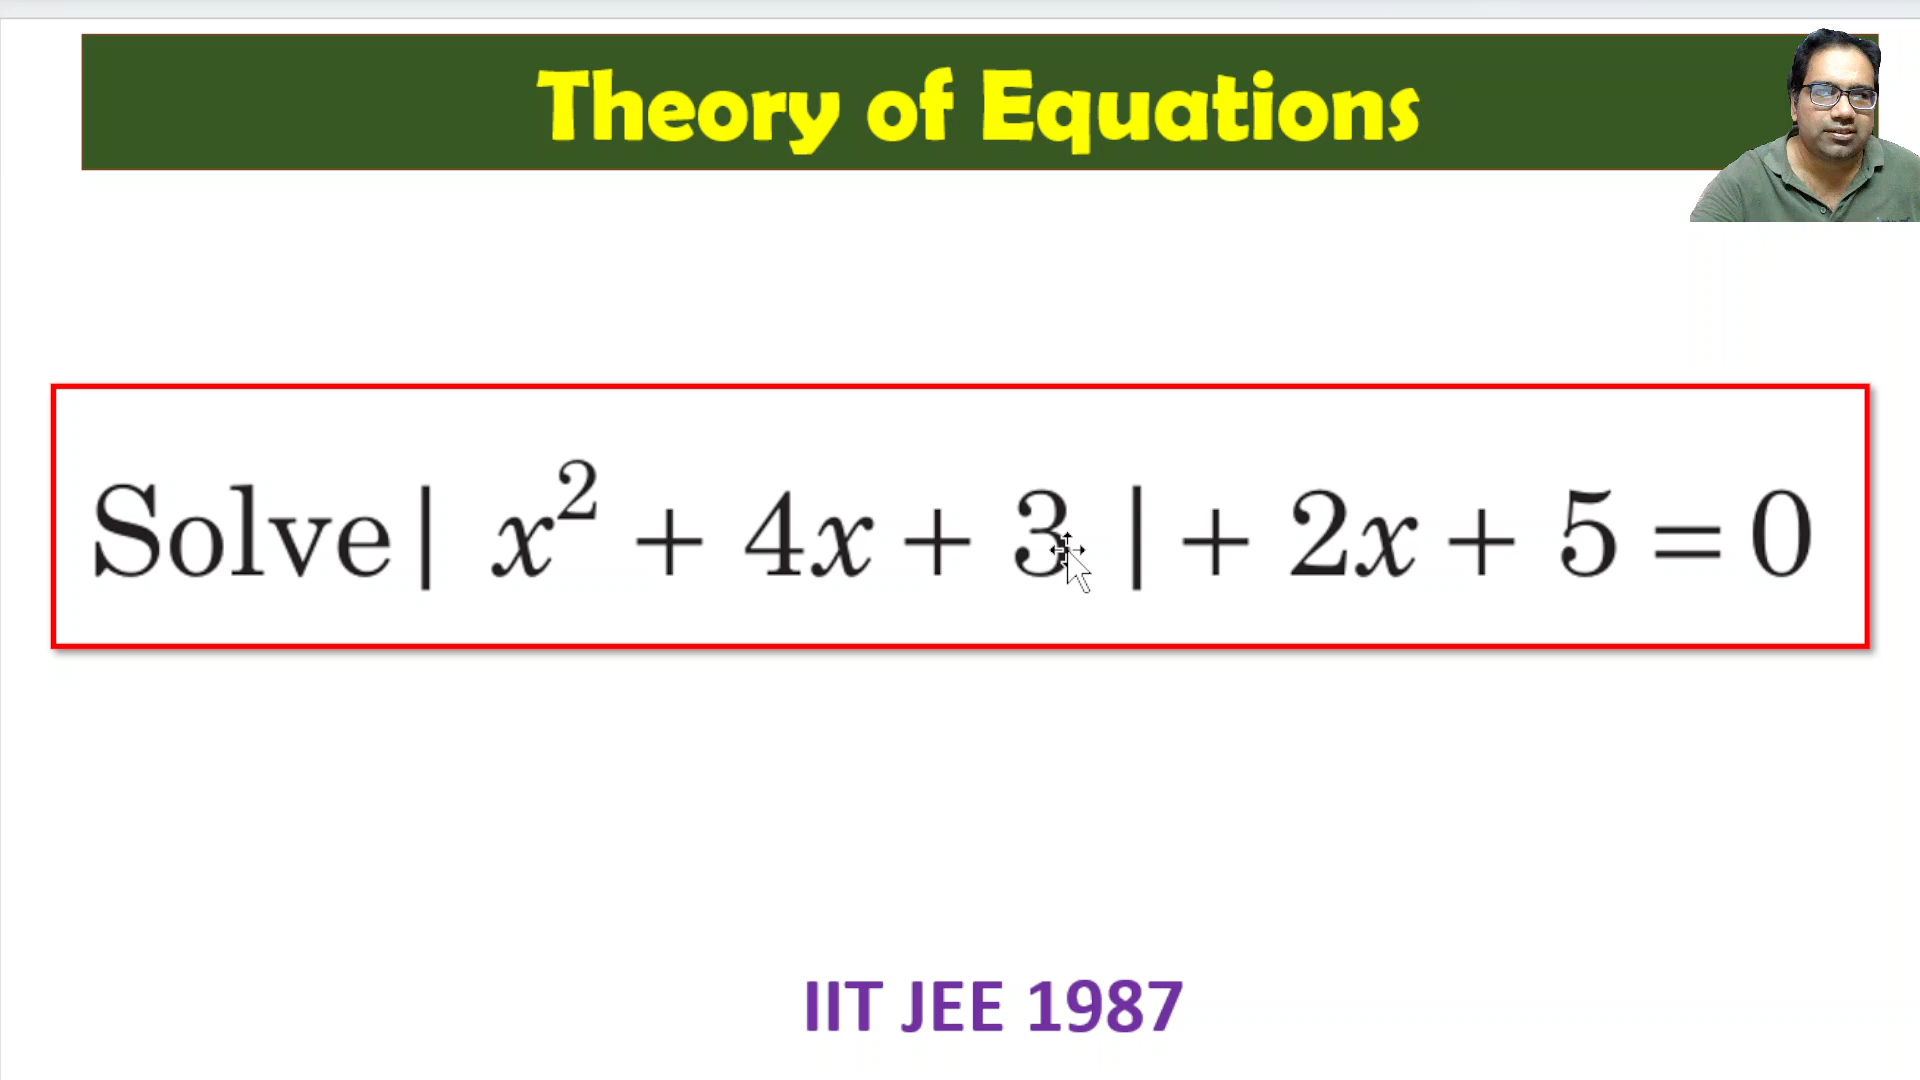 Theory of Equations
Solve | x² + 4x + 3 | + 2x + 5 = 0
IIT JEE 1987